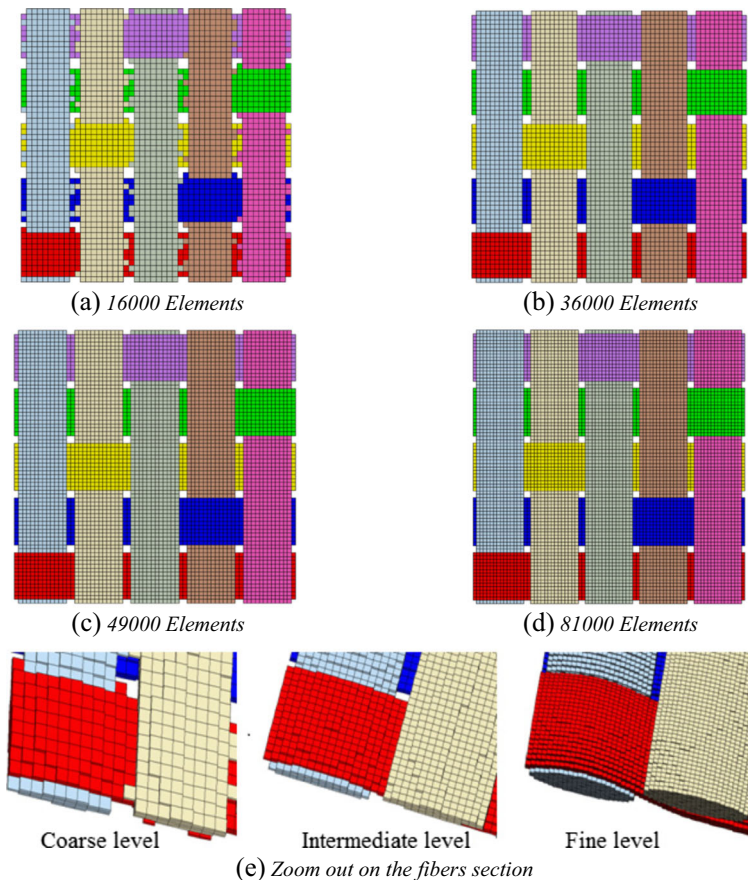 (a) 16000 Elements
(b) 36000 Elements
(c) 49000 Elements
(d) 81000 Elements
Coarse level
Intermediate level
Fine level
(e) Zoom out on the fibers section